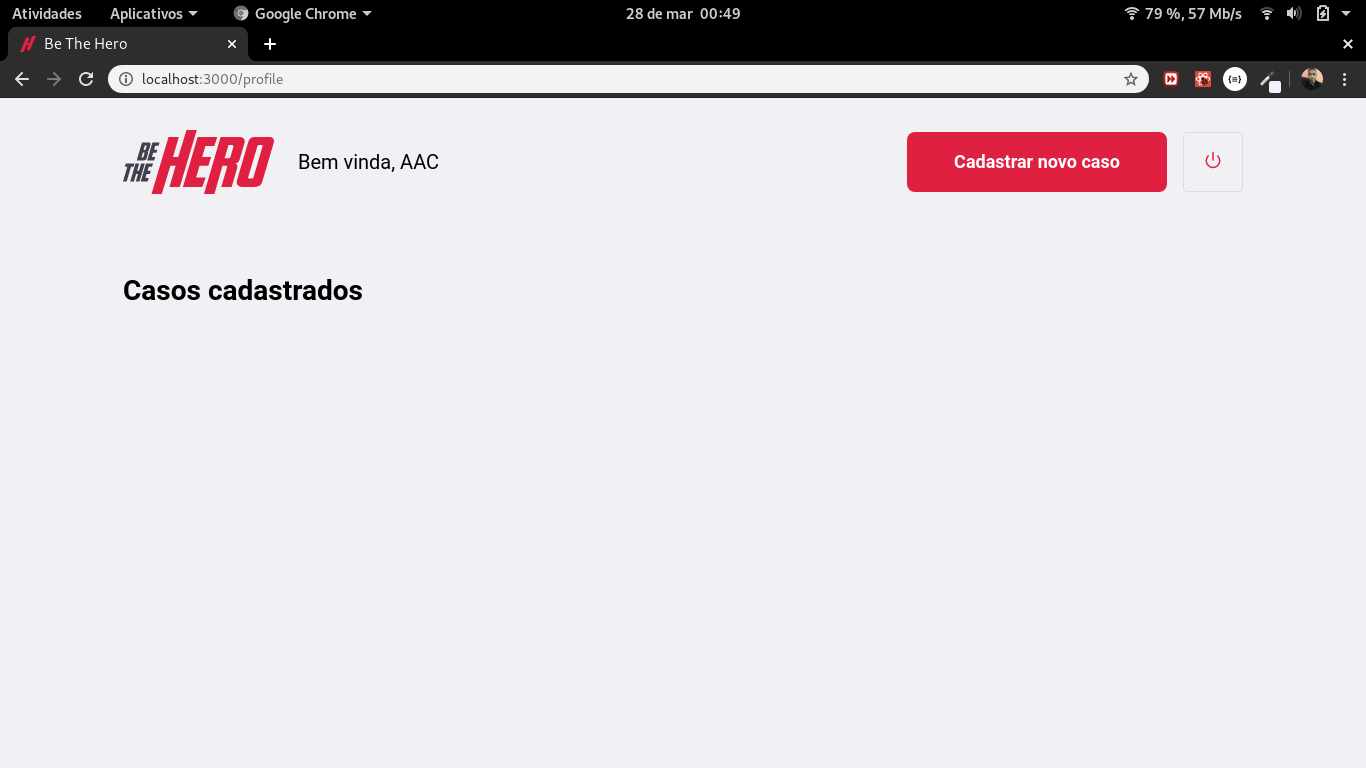 Atividades Aplicativos Google Chrome 28 de mar 00:49 79 %, 57 Mb/s
Be The Hero
localhost:3000/profile
BE THE HERO
Bem vinda, AAC
Cadastrar novo caso
Casos cadastrados